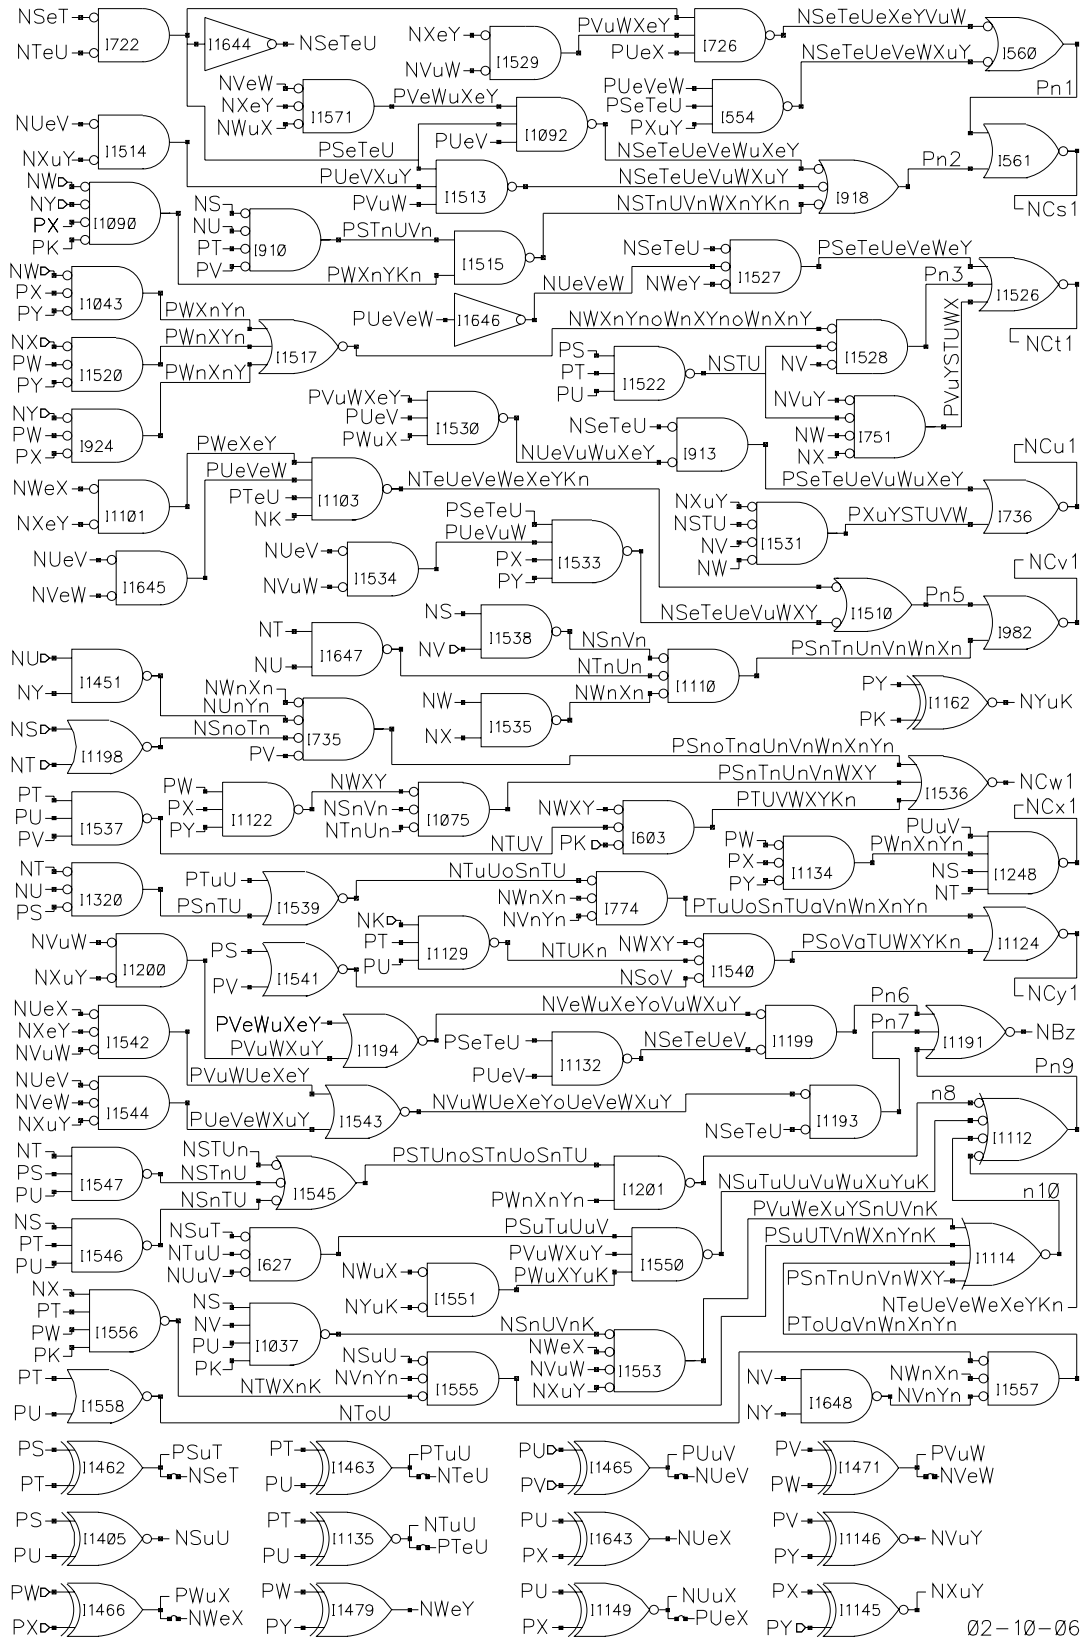 NSeT
NTeU
I722
I1644
NSeTeU
NXeY
NVuW
I1529
PVuWXeY
PUeX
I726
NSeTeUeXeYVuW
NSeTeUeVeWXuY
I560
Pn1
NVeW
NXeY
NWuX
I1571
PVeWuXeY
PUeVeW
PSeTeU
PXuY
I554
NUeV
NXuY
I1514
PSeTeU
PUeV
I1092
NSeTeUeVeWuXeY
Pn2
I561
NCs1
PUeVXuY
PVuW
I1513
NSeTeUeVuWXuY
NSTnUVnWXnYKn
I918
NW
NY
PX
PK
I1090
NS
NU
PT
PV
I910
PSTnUVn
PWXnYKn
I1515
NSeTeU
NUeVeW
NWeY
I1527
PSeTeUeVeWeY
Pn3
I1526
NCt1
NW
PX
PY
I1043
PWXnYn
PUeVeW
I1646
NWXnYnoWnXYnoWnXnY
NX
PW
PY
I1520
PWnXYn
PWnXnY
I1517
PS
PT
PU
I1522
NSTU
NV
I1528
PVuYSTUWX
NY
PW
PX
I924
PVuWXeY
PUeV
PWuX
I1530
NUeVuWuXeY
NSeTeU
I913
NVuY
NW
NX
I751
NCu1
PWeXeY
NWeX
NXeY
I1101
PUeVeW
PTeU
NK
I1103
NTeUeVeWeXeYKn
PSeTeUeVuWuXeY
NXuY
NSTU
NV
NW
I1531
PXuYSTUVW
I736
NUeV
NVeW
I1645
NUeV
NVuW
I1534
PSeTeU
PUeVuW
PX
PY
I1533
NSeTeUeVuWXY
I1510
Pn5
NCv1
I982
NT
NU
I1647
NS
NV
I1538
NSnVn
NTnUn
NWnXn
I1110
PSnTnUnVnWnXn
NU
NY
I1451
NW
NX
I1535
PY
PK
I1162
NYuK
NS
NT
I1198
NWnXn
NUnYn
NSnoTn
PV
I735
PSnoTnaUnVnWnXnYn
NCw1
PT
PU
PV
I1537
PW
PX
PY
I1122
NWXY
NSnVn
NTnUn
I1075
PSnTnUnVnWXY
I1536
NTUV
NWXY
PK
I603
PTUVWXYKn
NCx1
PW
PX
PY
I1134
PWnXnYn
PUuV
NS
NT
I1248
NT
NU
PS
I1320
PSnTU
PTuU
I1539
NTuUoSnTU
NWnXn
NVnYn
I774
PTuUoSnTUaVnWnXnYn
I1124
NVuW
NXuY
I1200
PS
PV
I1541
NK
PT
PU
I1129
NTUKn
NSoV
NWXY
I1540
PSoVaTUWXYKn
NCy1
NUeX
NXeY
NVuW
I1542
PVeWuXeY
PVuWXuY
I1194
NVeWuXeYoVuWXuY
PSeTeU
PUeV
I1132
NSeTeUeV
I1199
Pn6
Pn7
I1191
NBz
NUeV
NVeW
NXuY
I1544
PVuWUeXeY
PUeVeWXuY
I1543
NVuWUeXeYoUeVeWXuY
NSeTeU
I1193
n8
Pn9
I1112
NT
PS
PU
I1547
NSTUn
NSTnU
NSnTU
I1545
PSTUnoSTnUoSnTU
PWnXnYn
I1201
NSuTuUuVuWuXuYuK
n10
NS
PT
PU
I1546
NSuT
NTuU
NUuV
I627
PSuTuUuV
PVuWXuY
PWuXYuK
I1550
PVuWeXuYSnUVnK
PSuUTVnWXnYnK
PSnTnUnVnWXY
I1114
NTeUeVeWeXeYKn
NWuX
NYuK
I1551
NX
PT
PW
PK
I1556
NS
NV
PU
PK
I1037
NSnUVnK
NWeX
NVuW
NXuY
I1553
PToUaVnWnXnYn
NTWXnK
NSuU
NVnYn
I1555
PT
PU
I1558
NToU
NV
NY
I1648
NWnXn
NVnYn
I1557
PS
PT
I1462
PSuT
NSeT
PT
PU
I1463
PTuU
NTeU
PU
PV
I1465
PUuV
NUeV
PV
PW
I1471
PVuW
NVeW
PS
PU
I1405
NSuU
PT
PU
I1135
NTuU
PTeU
PU
PX
I1643
NUeX
PV
PY
I1146
NVuY
PW
PX
I1466
PWuX
NWeX
PW
PY
I1479
NWeY
PU
PX
I1149
NUuX
PUeX
PX
PY
I1145
NXuY
02-10-06